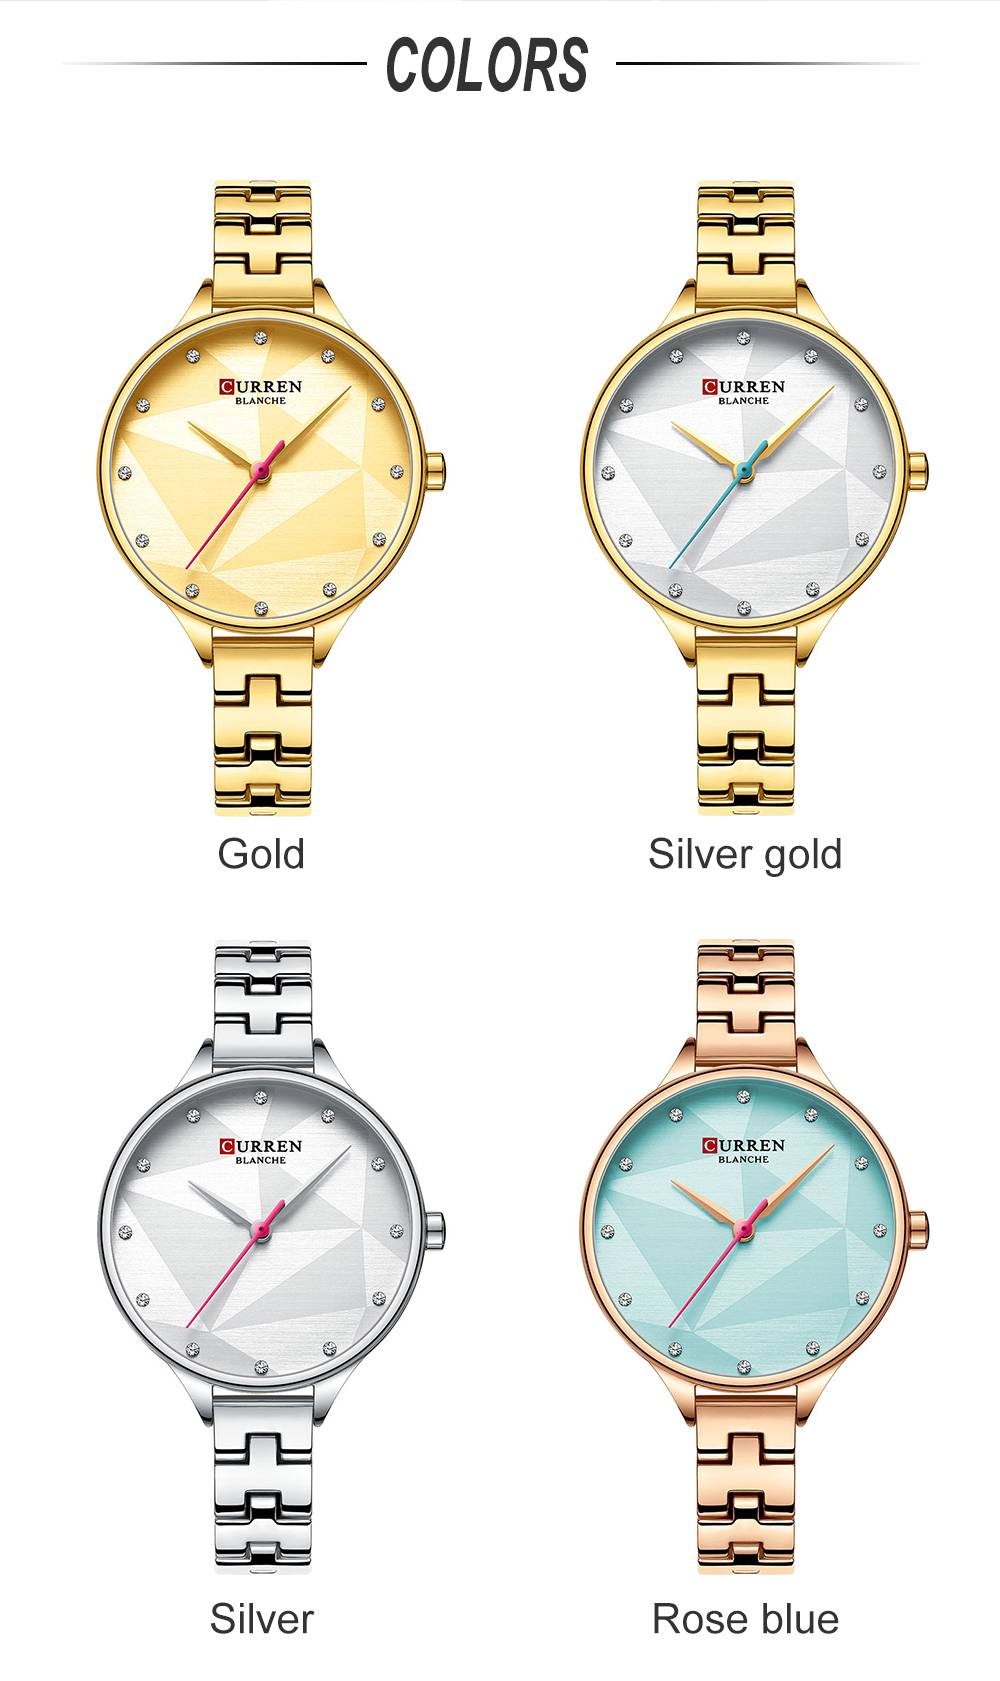 COLORS
CURREN
BLANCHE
CURREN
BLANCHE
Gold
Silver gold
CURREN
BLANCHE
CURREN
BLANCHE
Silver
Rose blue